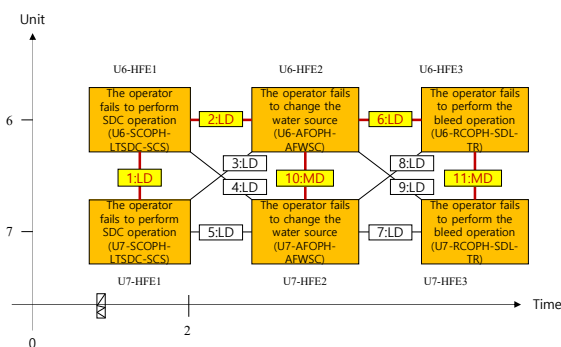 Unit
U6-HFE1
U6-HFE2
U6-HFE3
The operator
fails to perform
SDC operation
(U6-SCOPH-
LTSDC-SCS)
The operator fails
to change the
water source
(U6-AFOPH-
AFWSC)
The operator fails
to perform the
bleed operation
(U6-RCOPH-SDL-
TR)
6
2:LD
6:LD
3:LD
8:LD
1:LD
10:MD
11:MD
4:LD
9:LD
The operator
fails to perform
SDC operation
(U7-SCOPH-
LTSDC-SCS)
The operator fails
to change the
water source
(U7-AFOPH-
AFWSC)
The operator fails
to perform the
bleed operation
(U7-RCOPH-SDL-
TR)
7
5:LD
7:LD
U7-HFE1
U7-HFE2
U7-HFE3
Time
2
0